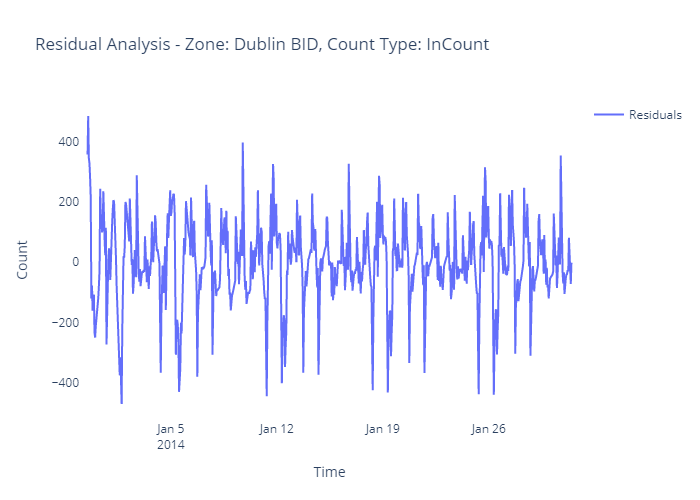 Residual Analysis - Zone: Dublin BID, Count Type: InCount
Residuals
400
200
0
−200
−400
Count
Jan 5
2014
Jan 12
Jan 19
Jan 26
Time